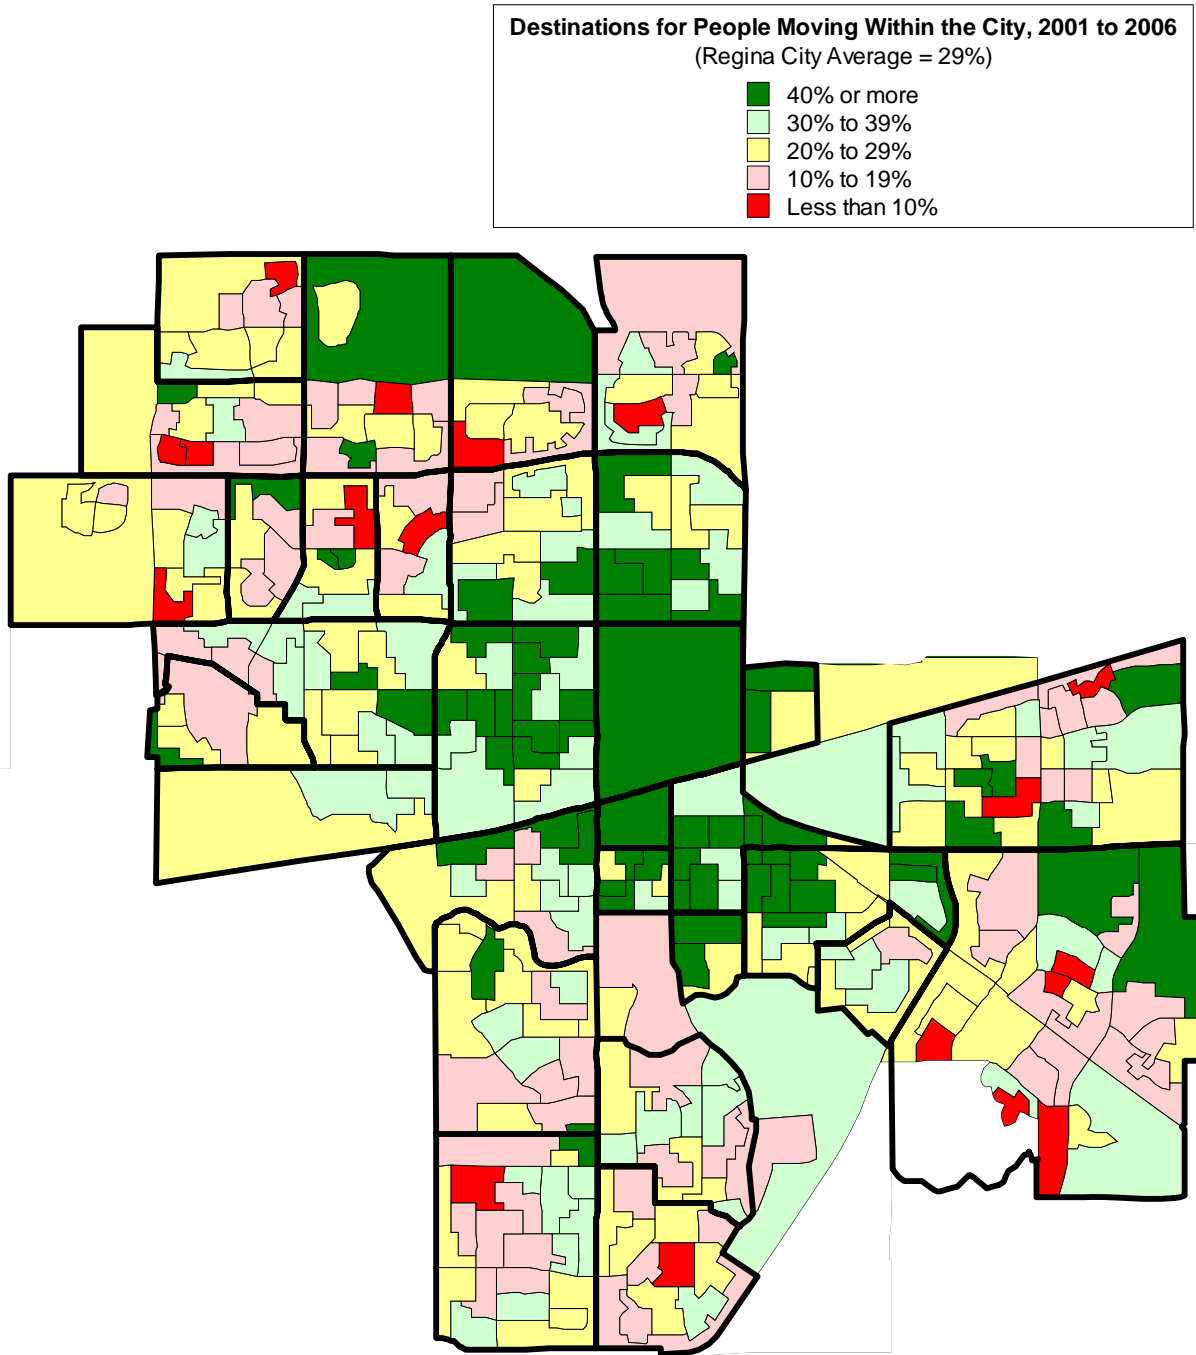 Destinations for People Moving Within the City, 2001 to 2006
(Regina City Average = 29%)
40% or more
30% to 39%
20% to 29%
10% to 19%
Less than 10%